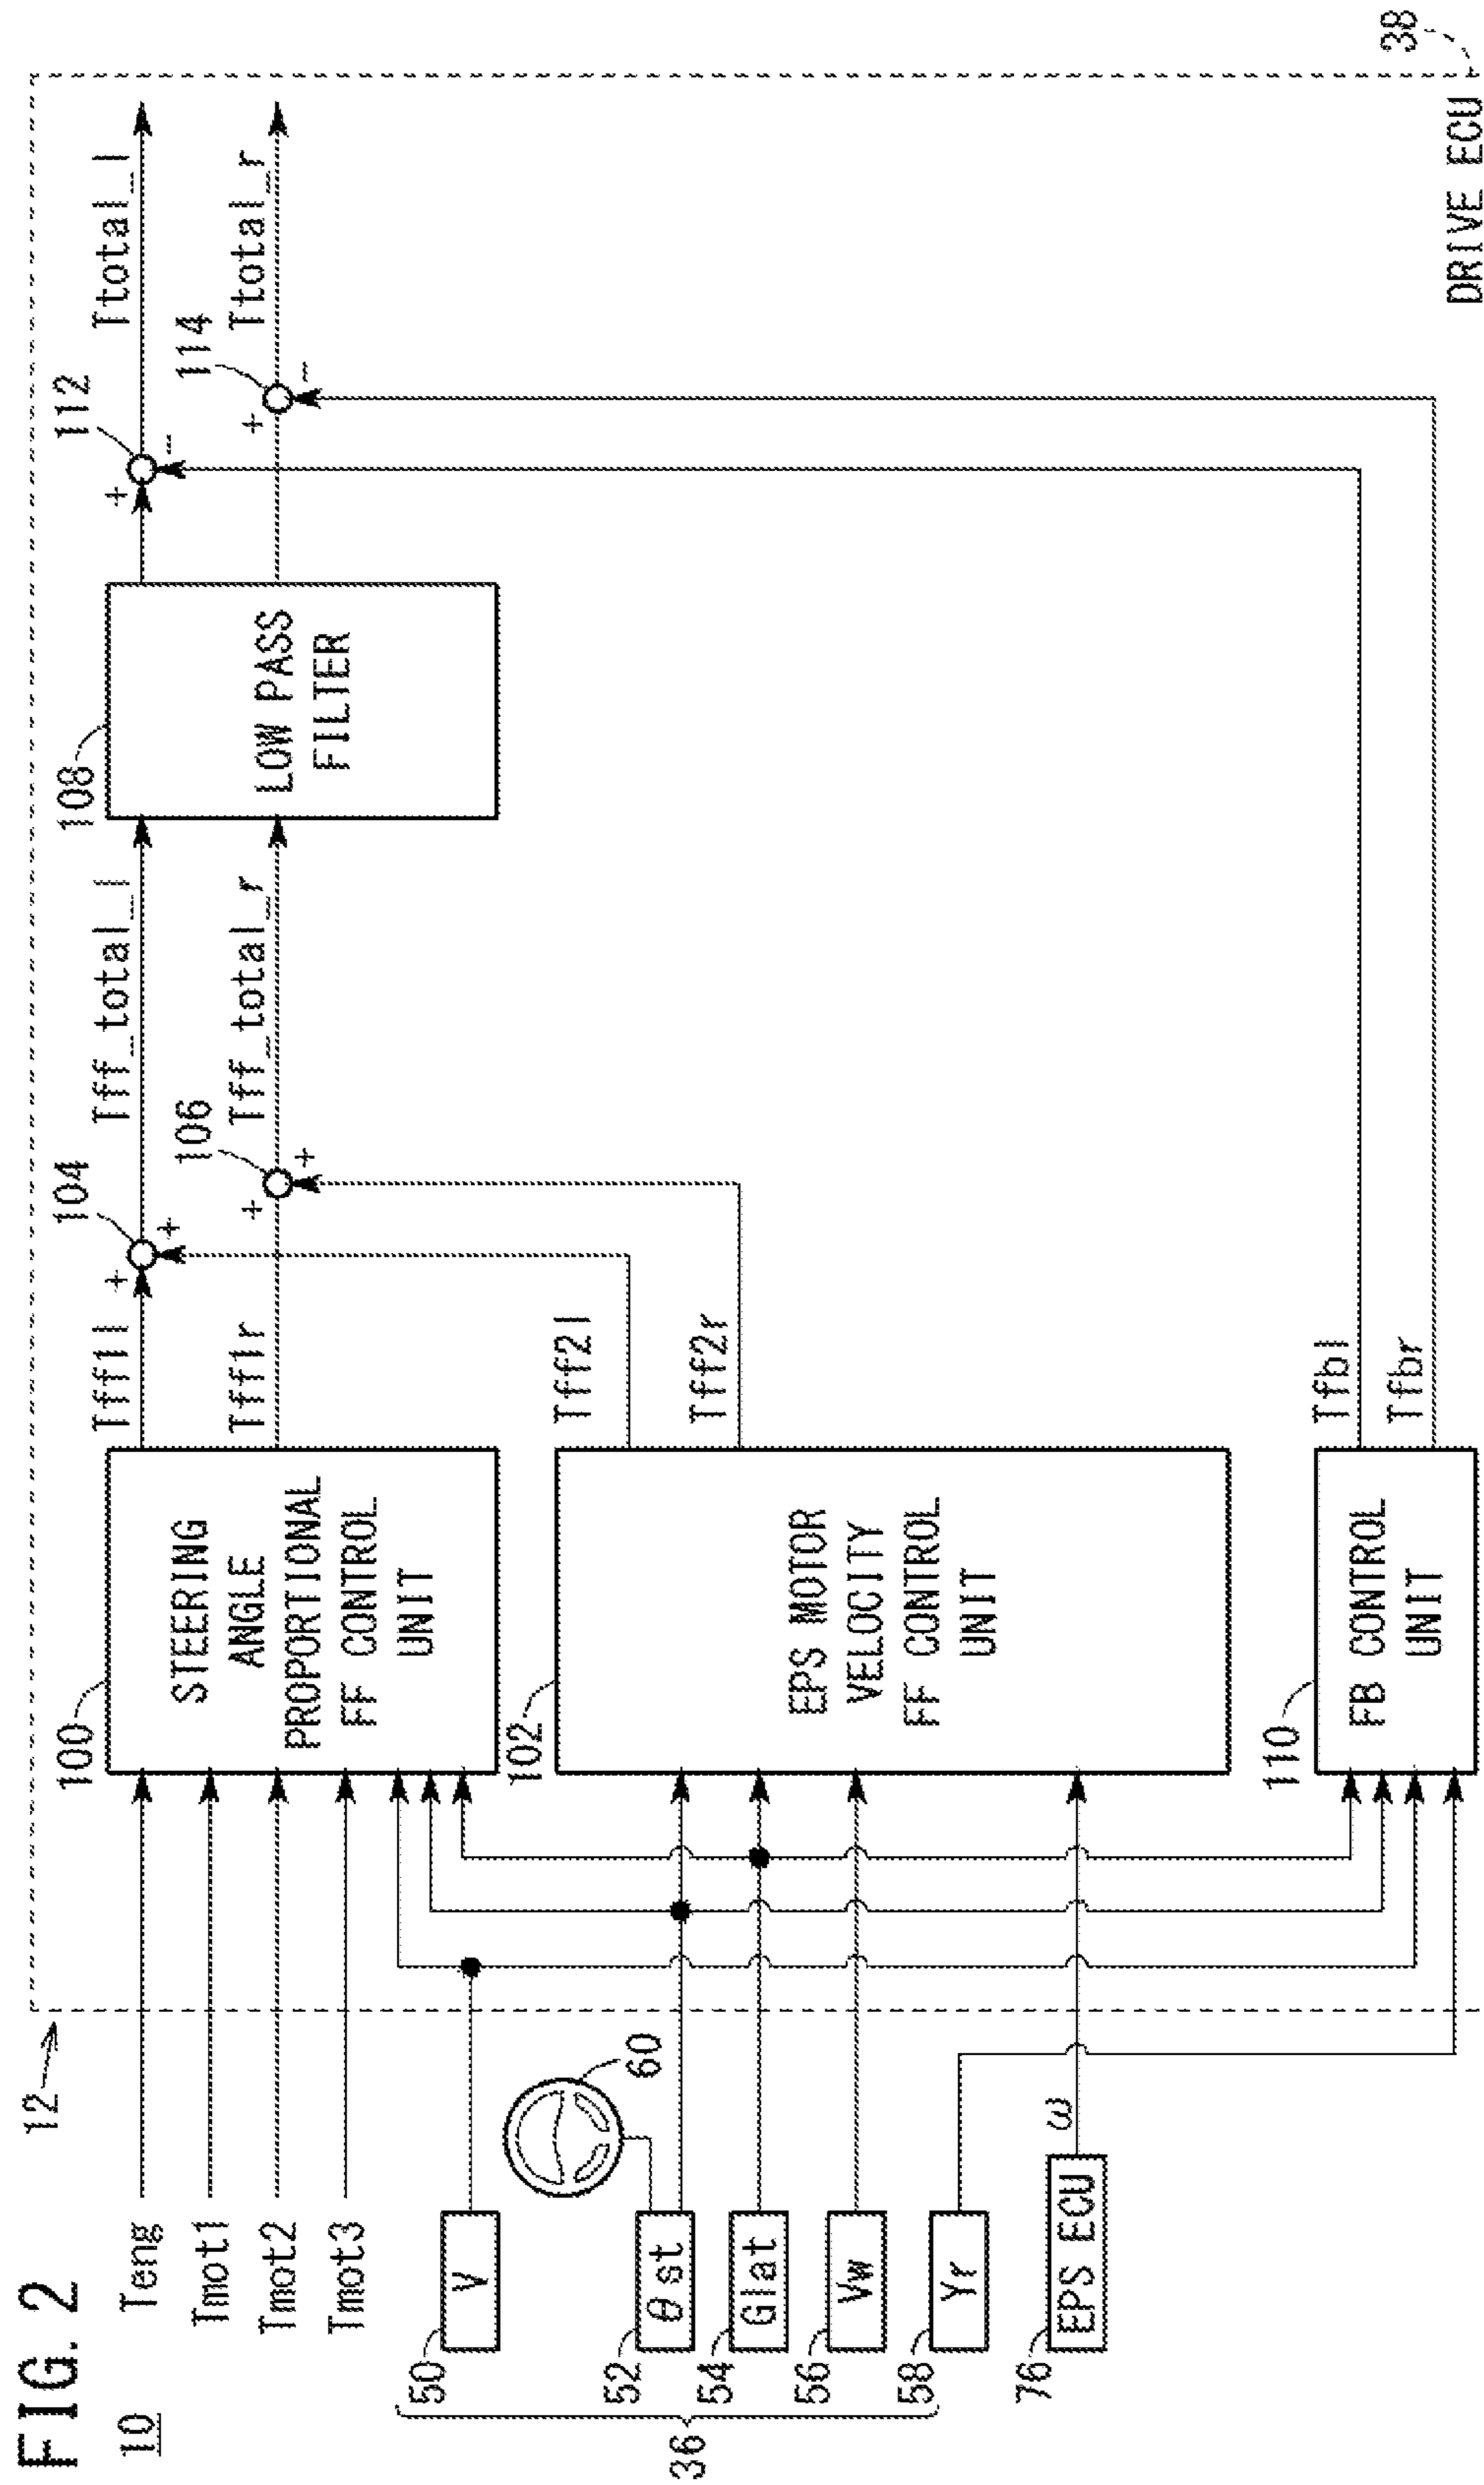 FIG. 2
10
12
Teng
Tmot1
Tmot2
Tmot3
50
V
52
θst
54
Glat
56
Vw
58
Yr
36
76
EPS ECU
ω
60
100
STEERING
ANGLE
PROPORTIONAL
FF CONTROL
UNIT
102
EPS MOTOR
VELOCITY
FF CONTROL
UNIT
110
FB CONTROL
UNIT
Tff1l
Tff1r
Tff2l
Tff2r
Tfbl
Tfbr
104
+
+
106
+
+
Tff_total_l
Tff_total_r
108
LOW PASS
FILTER
112
+
-
114
+
-
Ttotal_l
Ttotal_r
DRIVE ECU
38